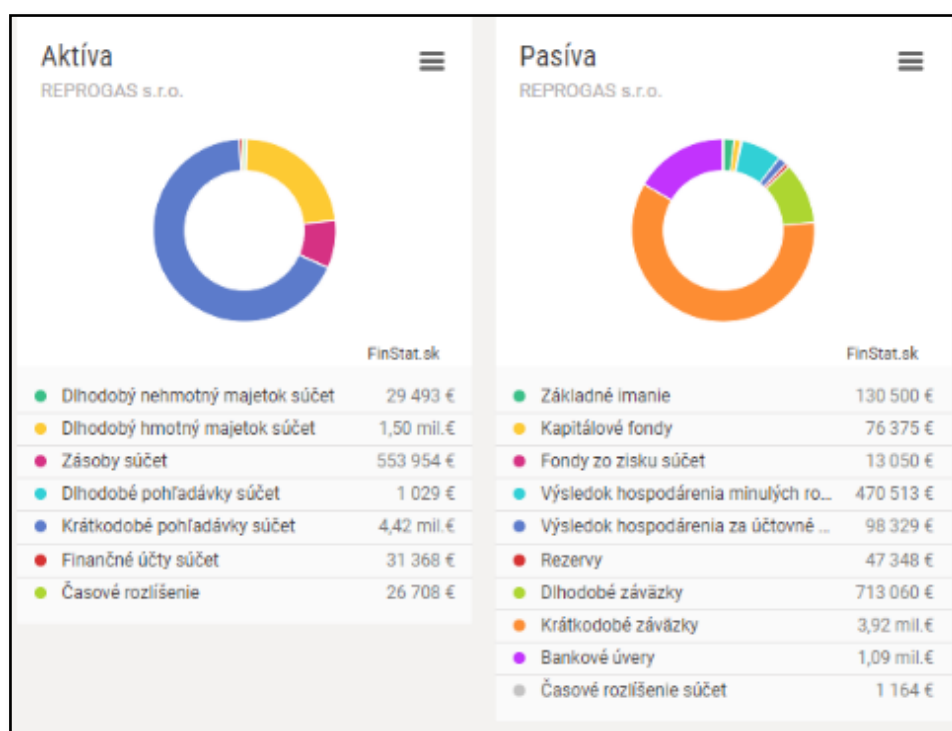 Aktíva
REPROGAS s.r.o.
FinStat.sk
Dlhodobý nehmotný majetok súčet 29 493 €
Dlhodobý hmotný majetok súčet 1,50 mil.€
Zásoby súčet 553 954 €
Dlhodobé pohľadávky súčet 1 029 €
Krátkodobé pohľadávky súčet 4,42 mil.€
Finančné účty súčet 31 368 €
Časové rozlíšenie 26 708 €
Pasíva
REPROGAS s.r.o.
FinStat.sk
Základné imanie 130 500 €
Kapitálové fondy 76 375 €
Fondy zo zisku súčet 13 050 €
Výsledok hospodárenia minulých ro... 470 513 €
Výsledok hospodárenia za účtovné ... 98 329 €
Rezervy 47 348 €
Dlhodobé záväzky 713 060 €
Krátkodobé záväzky 3,92 mil.€
Bankové úvery 1,09 mil.€
Časové rozlíšenie súčet 1 164 €